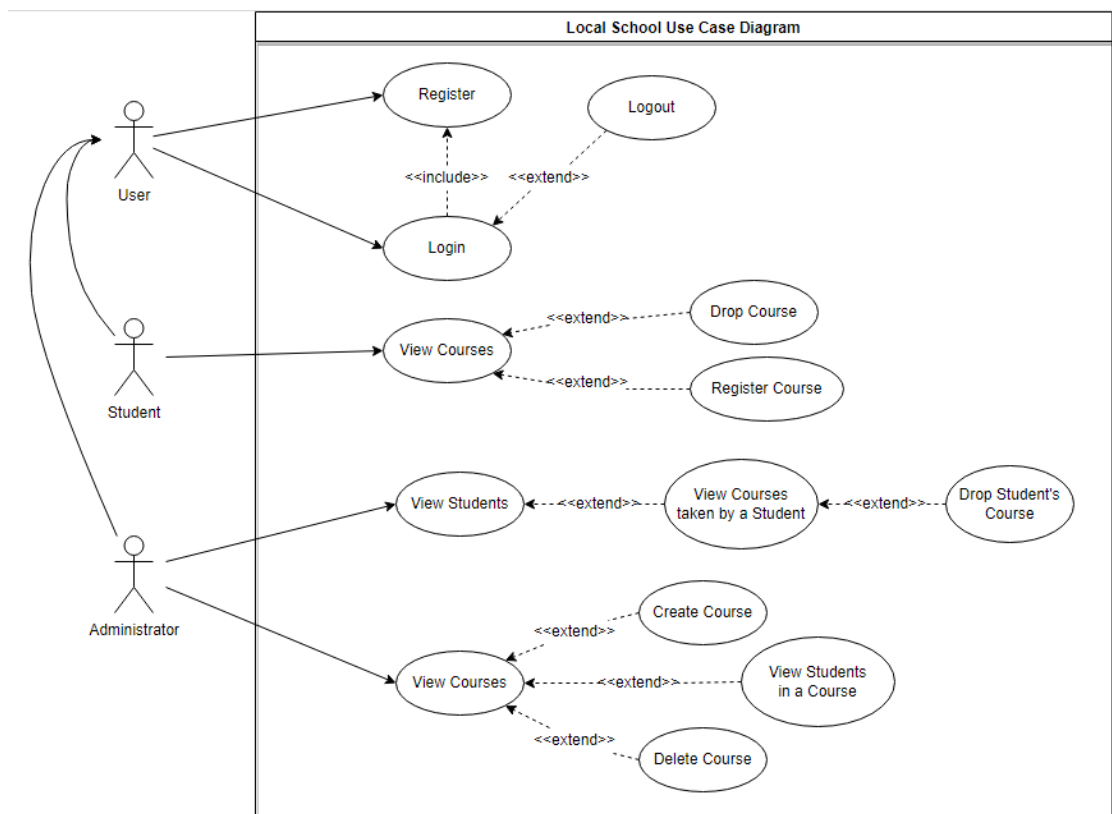 Local School Use Case Diagram
Register
Logout
<<include>>
<<extend>>
User
Login
Drop Course
<<extend>>
View Courses
<<extend>>
Register Course
Student
View Students
<<extend>>
View Courses
taken by a Student
<<extend>>
Drop Student's
Course
Administrator
Create Course
<<extend>>
View Courses
<<extend>>
View Students
in a Course
<<extend>>
Delete Course